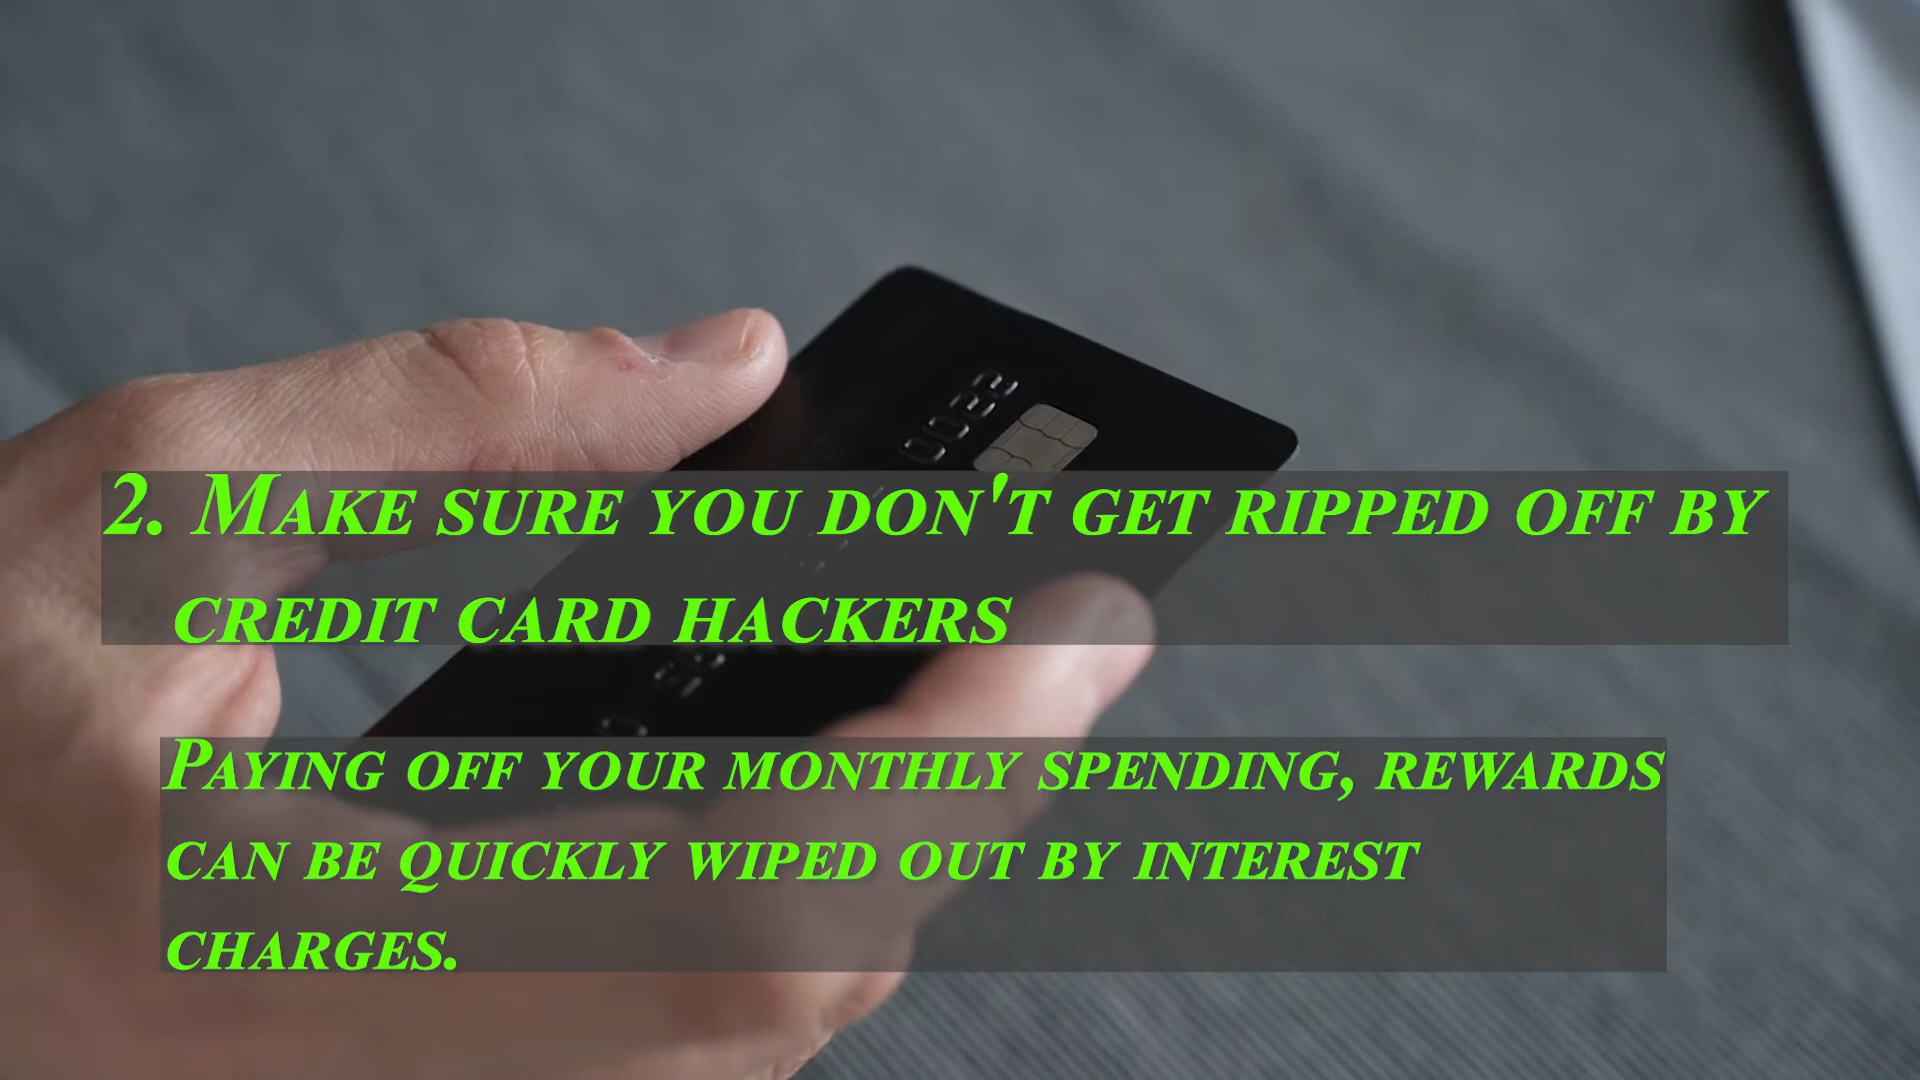 0022
2. Make sure you don't get ripped off by
credit card hackers
Paying off your monthly spending, rewards
can be quickly wiped out by interest
charges.